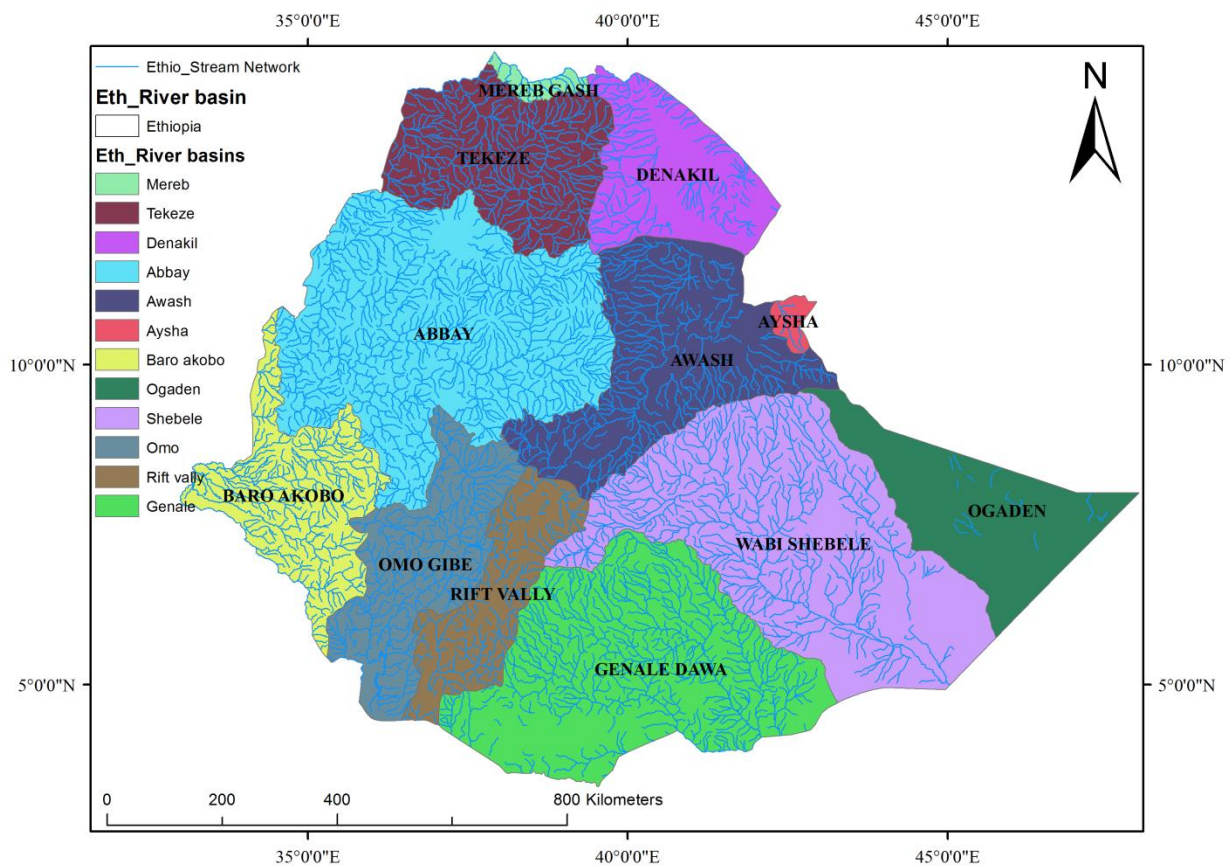 35°0'0"E 40°0'0"E 45°0'0"E
Ethio_Stream Network
Eth_River basin
Ethiopia
Eth_River basins
Mereb
Tekeze
Denakil
Abbay
Awash
Aysha
Baro akobo
Ogaden
Shebele
Omo
Rift vally
Genale
N
MEREB GASH
TEKEZE
DENAKIL
ABBAY
AYSHA
AWASH
BARO AKOBO
OGADEN
WABI SHEBELE
OMO GIBE
RIFT VALLY
GENALE DAWA
10°0'0"N 10°0'0"N
5°0'0"N 5°0'0"N
0 200 400 800 Kilometers
35°0'0"E 40°0'0"E 45°0'0"E